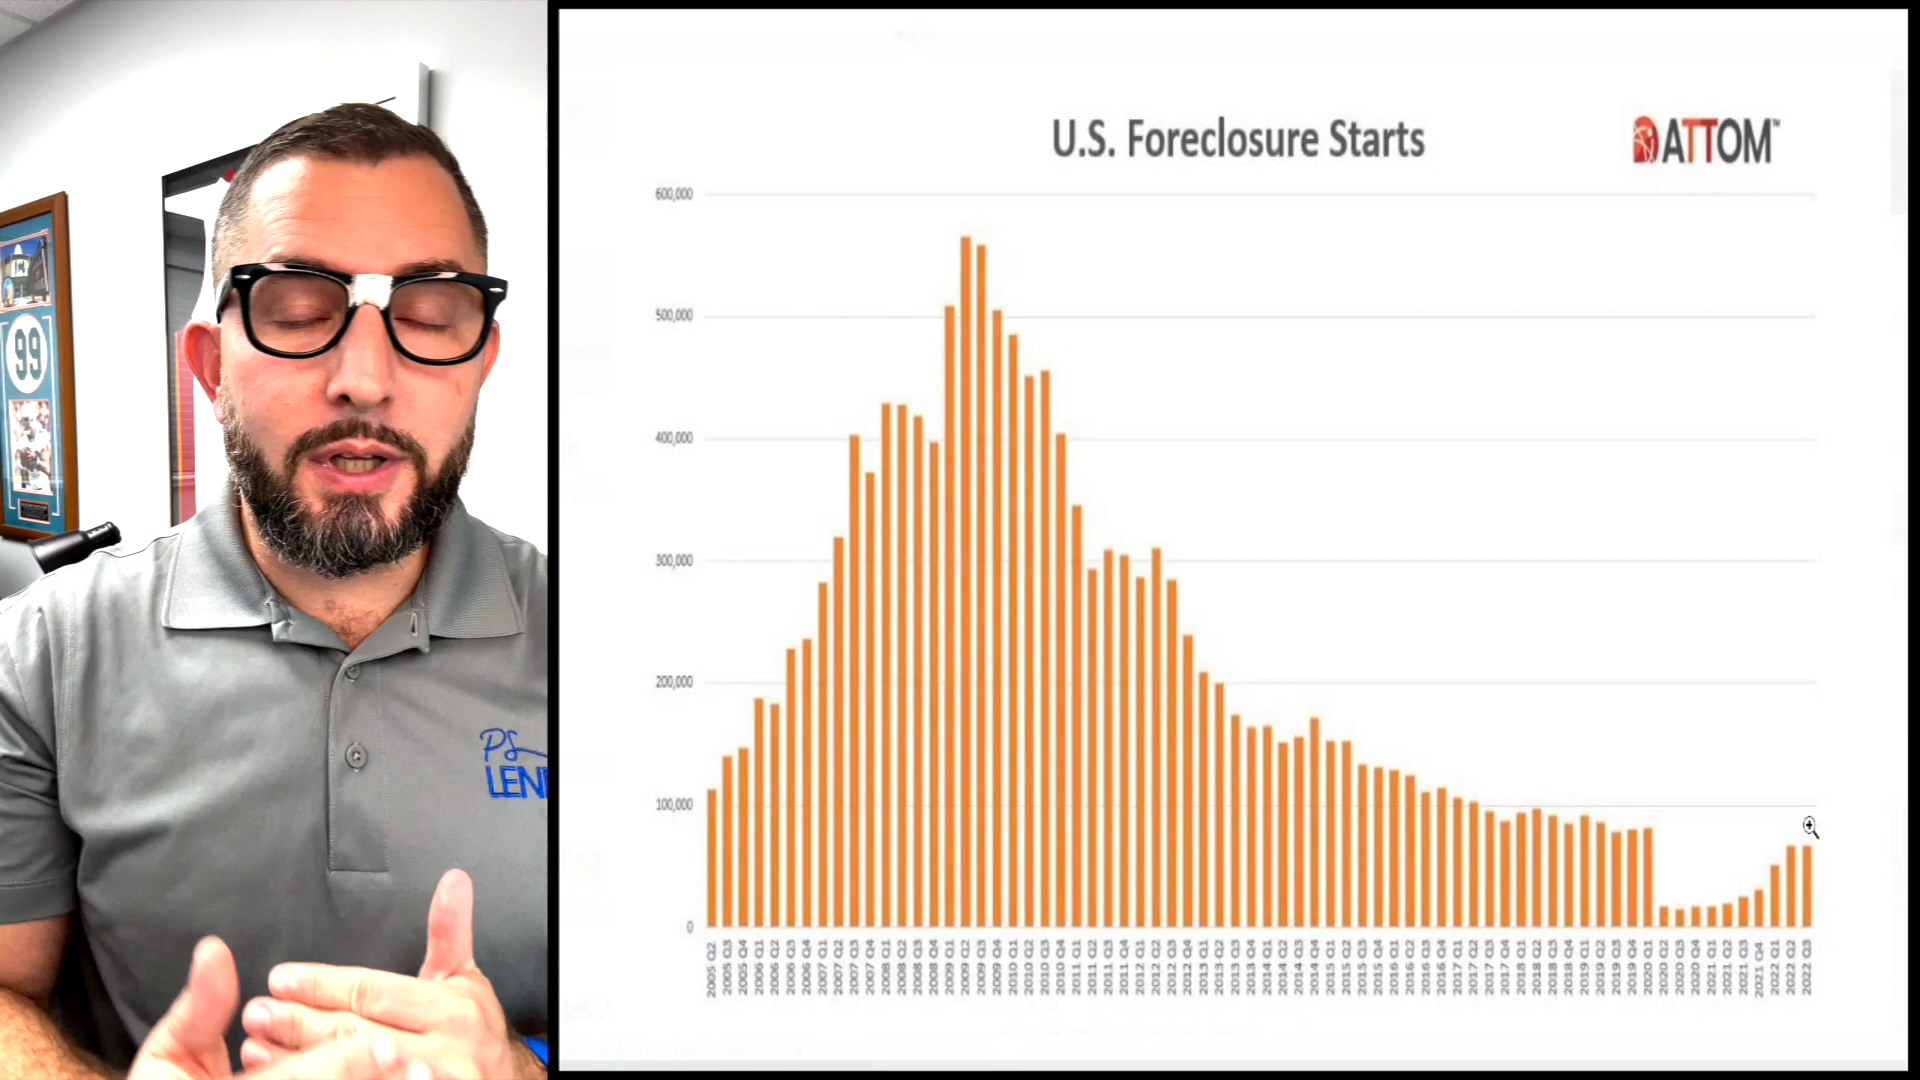 99
PS
LEN
U.S. Foreclosure Starts
ATTOM™
600,000
500,000
400,000
300,000
200,000
100,000
0
2005 Q2
2005 Q3
2005 Q4
2006 Q1
2006 Q2
2006 Q3
2006 Q4
2007 Q1
2007 Q2
2007 Q3
2007 Q4
2008 Q1
2008 Q2
2008 Q3
2008 Q4
2009 Q1
2009 Q2
2009 Q3
2009 Q4
2010 Q1
2010 Q2
2010 Q3
2010 Q4
2011 Q1
2011 Q2
2011 Q3
2011 Q4
2012 Q1
2012 Q2
2012 Q3
2012 Q4
2013 Q1
2013 Q2
2013 Q3
2013 Q4
2014 Q1
2014 Q2
2014 Q3
2014 Q4
2015 Q1
2015 Q2
2015 Q3
2015 Q4
2016 Q1
2016 Q2
2016 Q3
2016 Q4
2017 Q1
2017 Q2
2017 Q3
2017 Q4
2018 Q1
2018 Q2
2018 Q3
2018 Q4
2019 Q1
2019 Q2
2019 Q3
2019 Q4
2020 Q1
2020 Q2
2020 Q3
2020 Q4
2021 Q1
2021 Q2
2021 Q3
2021 Q4
2022 Q1
2022 Q2
2022 Q3